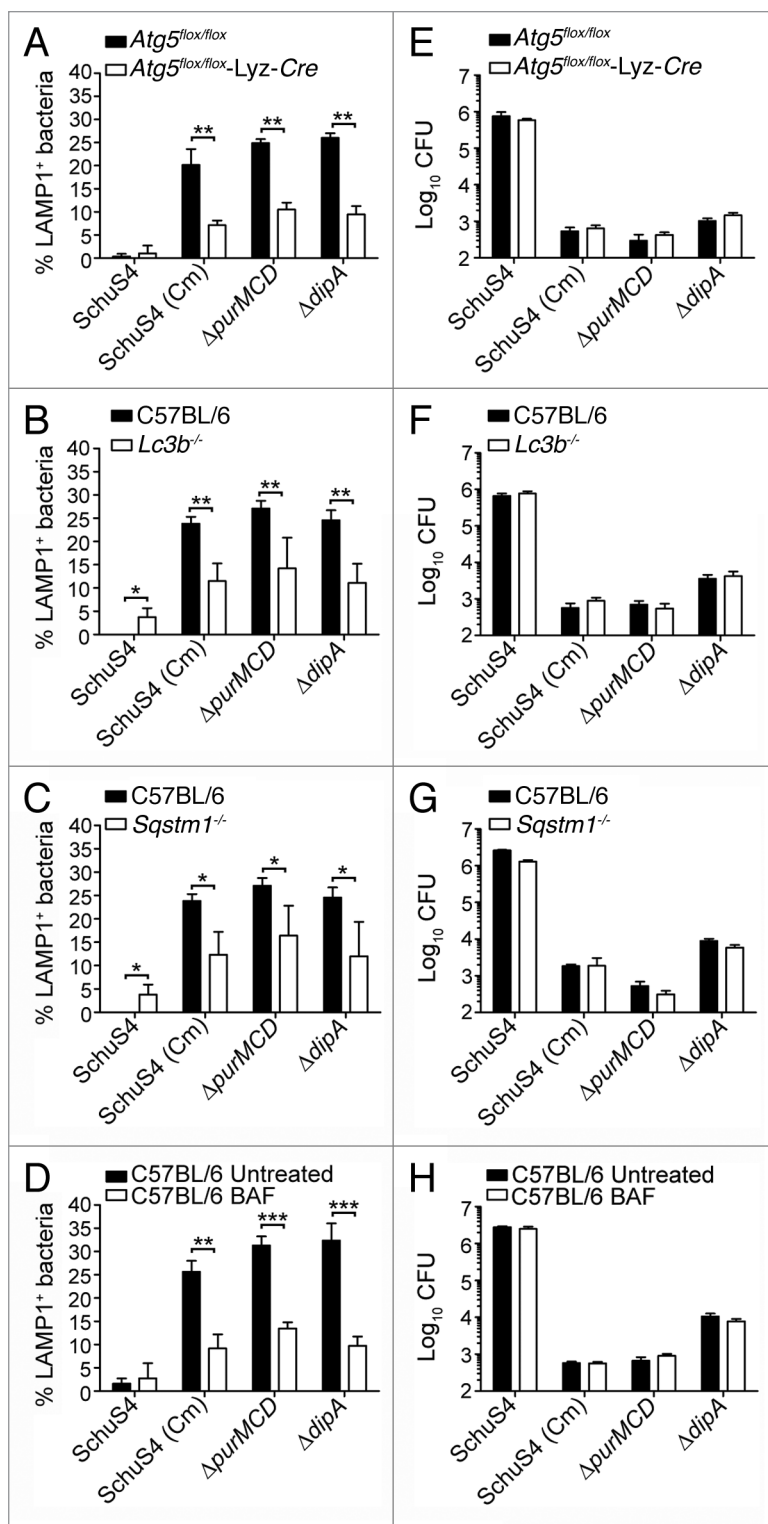 A
Atg5flox/flox
Atg5flox/flox-Lyz-Cre
% LAMP1+ bacteria
40
35
30
25
20
15
10
5
0
**
**
**
SchuS4
SchuS4 (Cm)
ΔpurMCD
ΔdipA
E
Atg5flox/flox
Atg5flox/flox-Lyz-Cre
Log10 CFU
7
6
5
4
3
2
SchuS4
SchuS4 (Cm)
ΔpurMCD
ΔdipA
B
C57BL/6
Lc3b-/-
% LAMP1+ bacteria
40
35
30
25
20
15
10
5
0
*
**
**
**
SchuS4
SchuS4 (Cm)
ΔpurMCD
ΔdipA
F
C57BL/6
Lc3b-/-
Log10 CFU
7
6
5
4
3
2
SchuS4
SchuS4 (Cm)
ΔpurMCD
ΔdipA
C
C57BL/6
Sqstm1-/-
% LAMP1+ bacteria
40
35
30
25
20
15
10
5
0
*
*
*
*
SchuS4
SchuS4 (Cm)
ΔpurMCD
ΔdipA
G
C57BL/6
Sqstm1-/-
Log10 CFU
7
6
5
4
3
2
SchuS4
SchuS4 (Cm)
ΔpurMCD
ΔdipA
D
C57BL/6 Untreated
C57BL/6 BAF
% LAMP1+ bacteria
40
35
30
25
20
15
10
5
0
**
***
***
SchuS4
SchuS4 (Cm)
ΔpurMCD
ΔdipA
H
C57BL/6 Untreated
C57BL/6 BAF
Log10 CFU
7
6
5
4
3
2
SchuS4
SchuS4 (Cm)
ΔpurMCD
ΔdipA